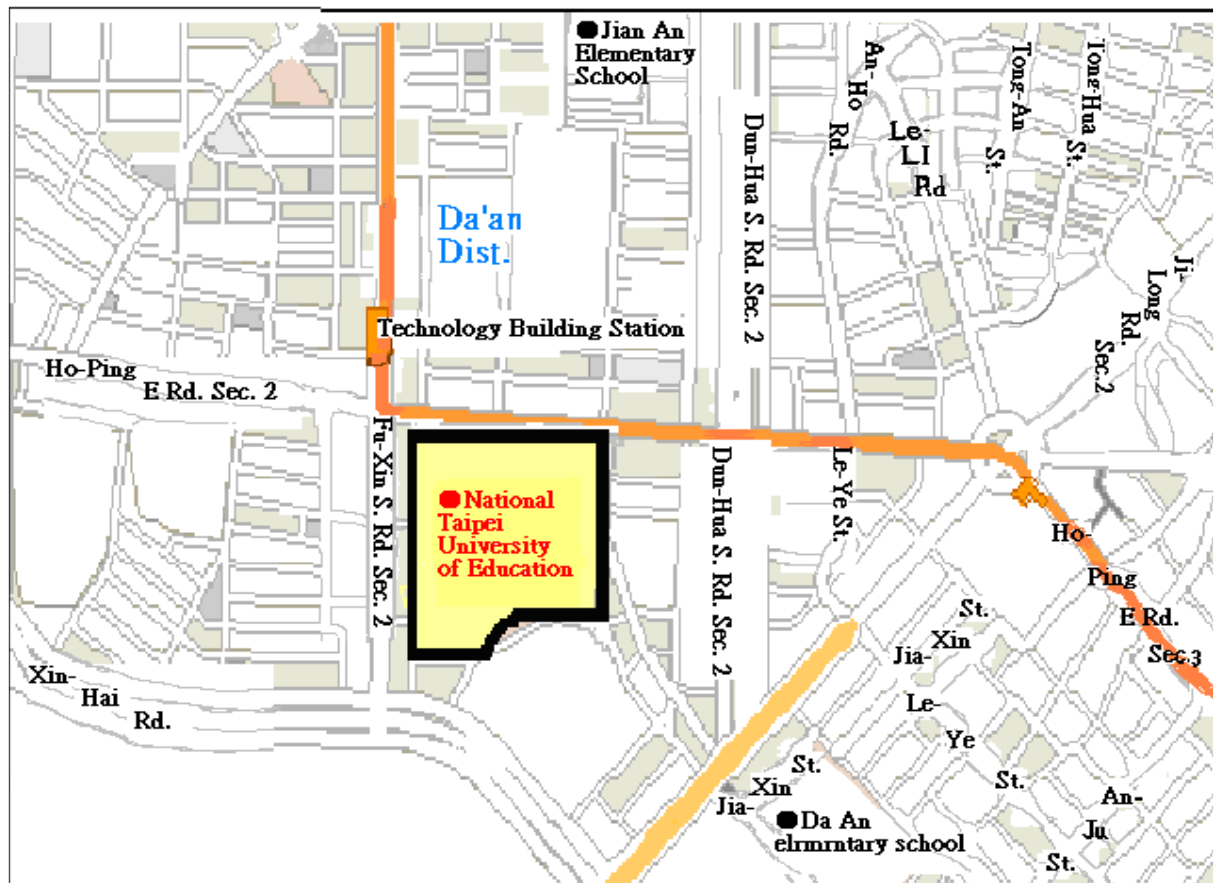 Jian An
Elementary
School
An-Ho
Rd.
Le-
LI
Rd
Tong-An
St.
Tong-Hua
St.
Dun-Hua S. Rd. Sec. 2
Da'an
Dist.
Ji-
Long
Rd.
Sec.2
Technology Building Station
Ho-Ping
E Rd. Sec. 2
Fu-Xin S. Rd. Sec. 2
National
Taipei
University
of Education
Dun-Hua S. Rd. Sec. 2
Le-Ye St.
Ho-
Ping
E Rd.
Sec.3
Jia-
Xin
St.
Xin-
Hai
Rd.
Le-
Ye
St.
Jia-
Xin
St.
An-
Ju
St.
Da An
elrmrntary school